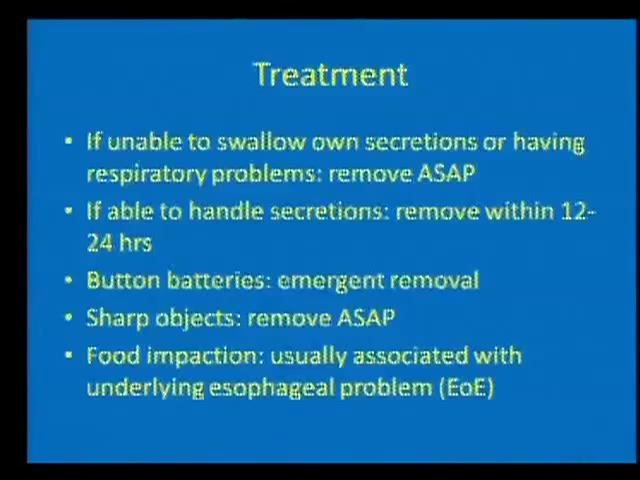 Treatment
• If unable to swallow own secretions or having
respiratory problems: remove ASAP
• If able to handle secretions: remove within 12-
24 hrs
• Button batteries: emergent removal
• Sharp objects: remove ASAP
• Food impaction: usually associated with
underlying esophageal problem (EoE)